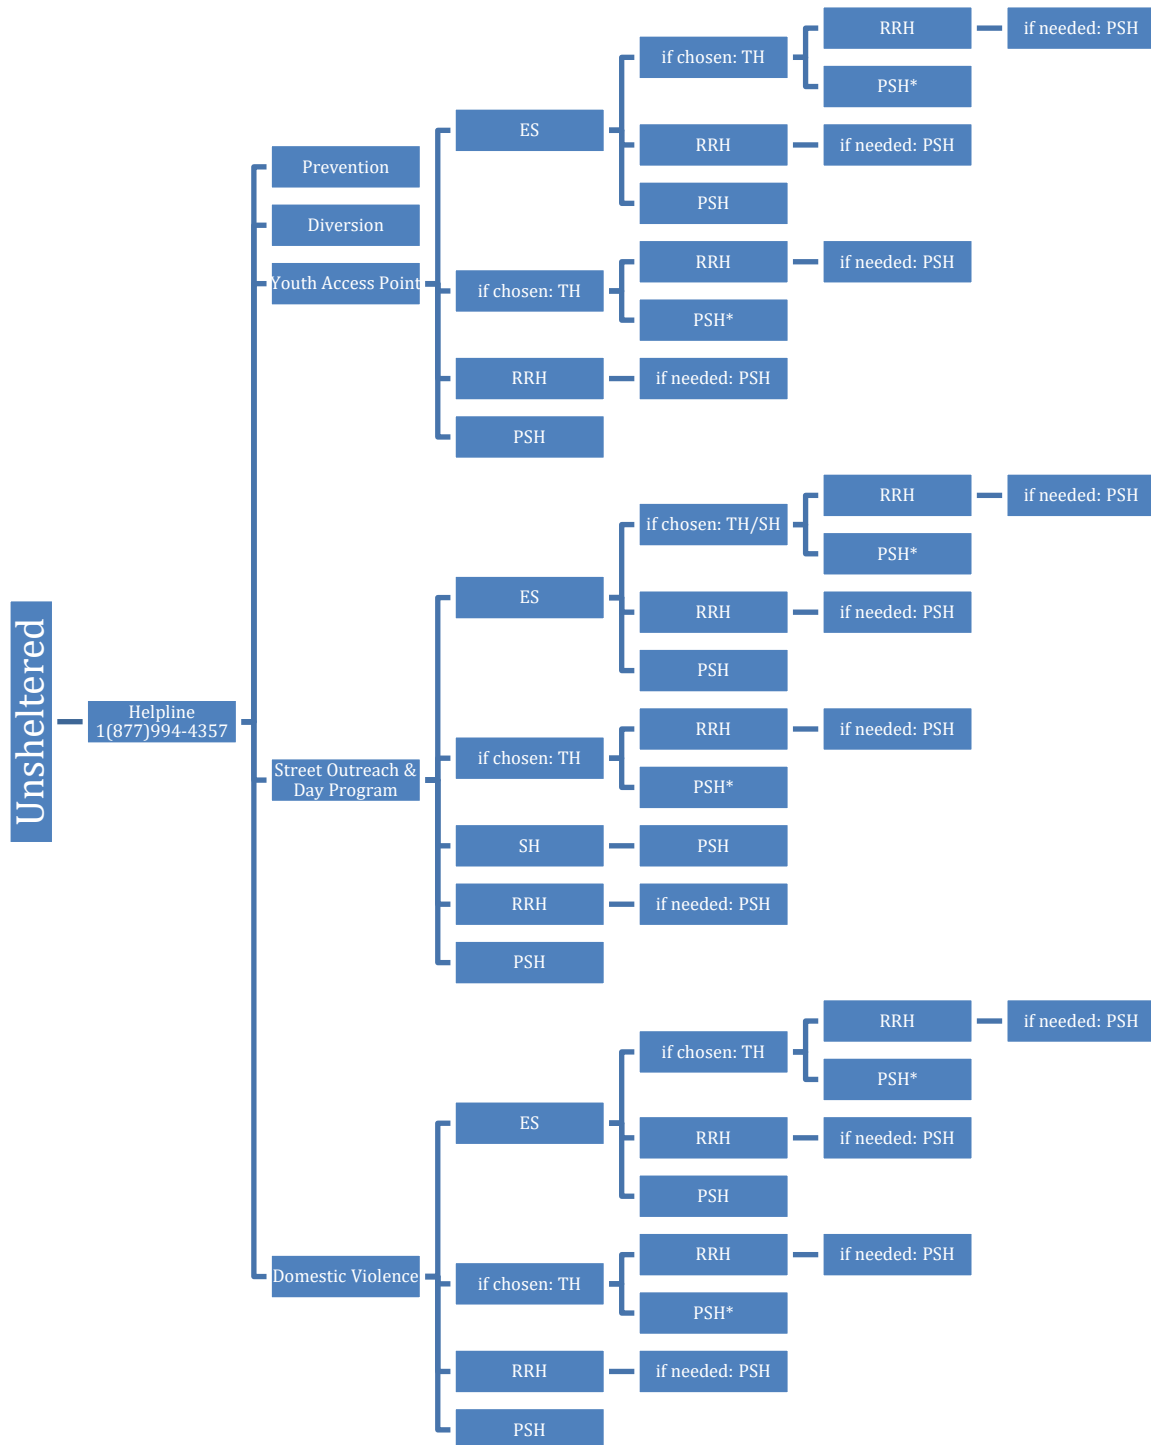 Unsheltered
Helpline
1(877)994-4357
Prevention
Diversion
Youth Access Point
ES
if chosen: TH
RRH
if needed: PSH
PSH*
RRH
if needed: PSH
PSH
if chosen: TH
RRH
if needed: PSH
PSH*
RRH
if needed: PSH
PSH
Street Outreach &
Day Program
ES
if chosen: TH/SH
RRH
if needed: PSH
PSH*
RRH
if needed: PSH
PSH
if chosen: TH
RRH
if needed: PSH
PSH*
SH
PSH
RRH
if needed: PSH
PSH
Domestic Violence
ES
if chosen: TH
RRH
if needed: PSH
PSH*
RRH
if needed: PSH
PSH
if chosen: TH
RRH
if needed: PSH
PSH*
RRH
if needed: PSH
PSH